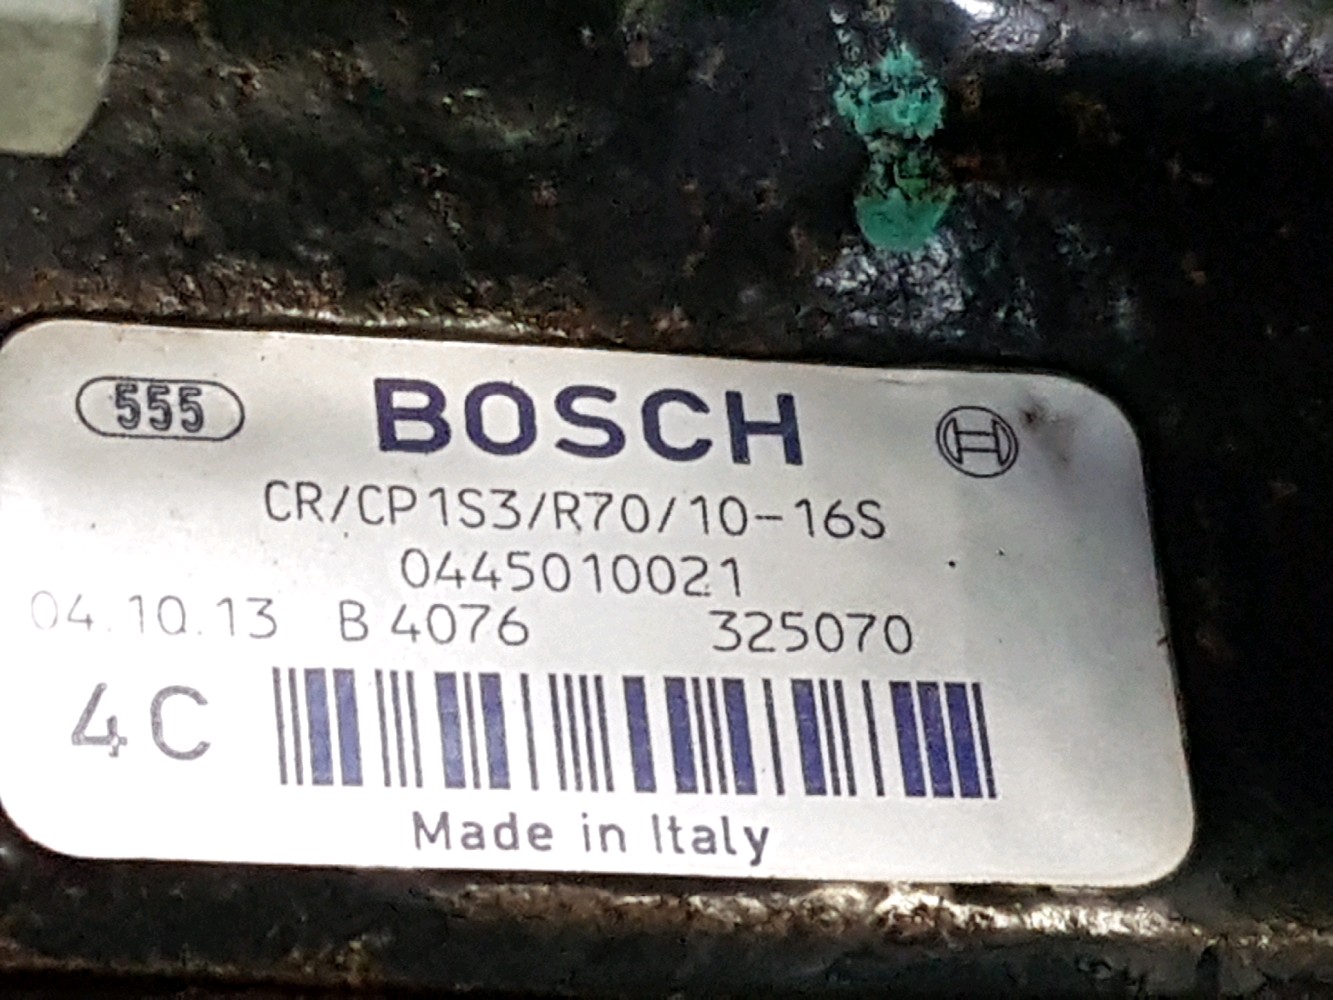 555 BOSCH
CR/CP1S3/R70/10-16S
0445010021
04.10.13 B 4076 325070
4C
Made in Italy